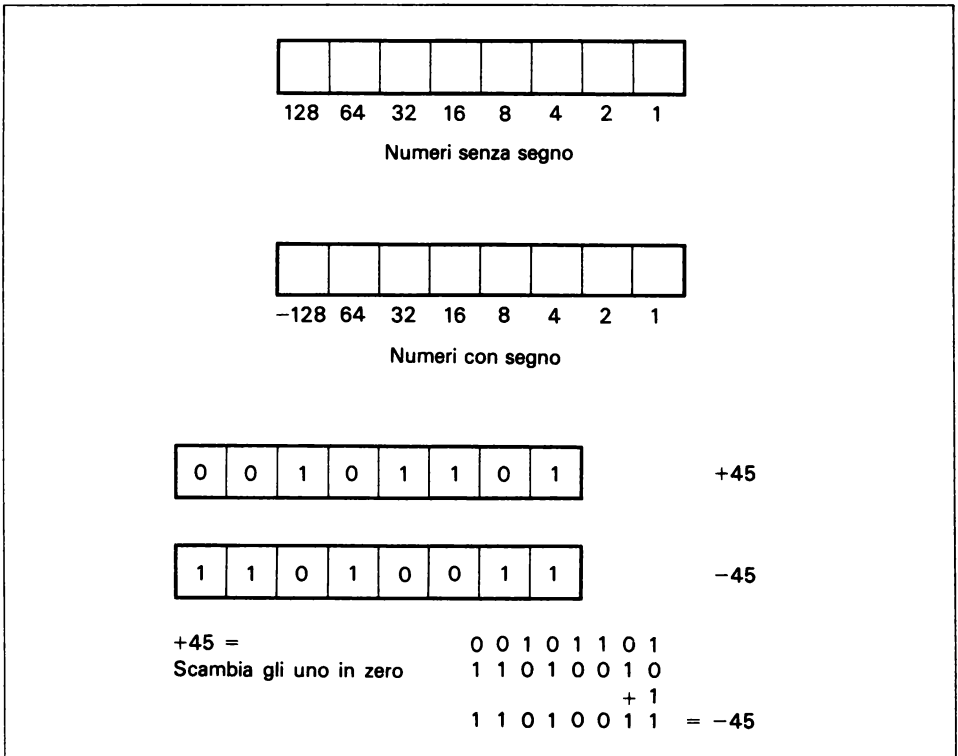 128 64 32 16 8 4 2 1
Numeri senza segno
−128 64 32 16 8 4 2 1
Numeri con segno
0 0 1 0 1 1 0 1 +45
1 1 0 1 0 0 1 1 −45
+45 = 0 0 1 0 1 1 0 1
Scambia gli uno in zero 1 1 0 1 0 0 1 0
+ 1
1 1 0 1 0 0 1 1 = −45